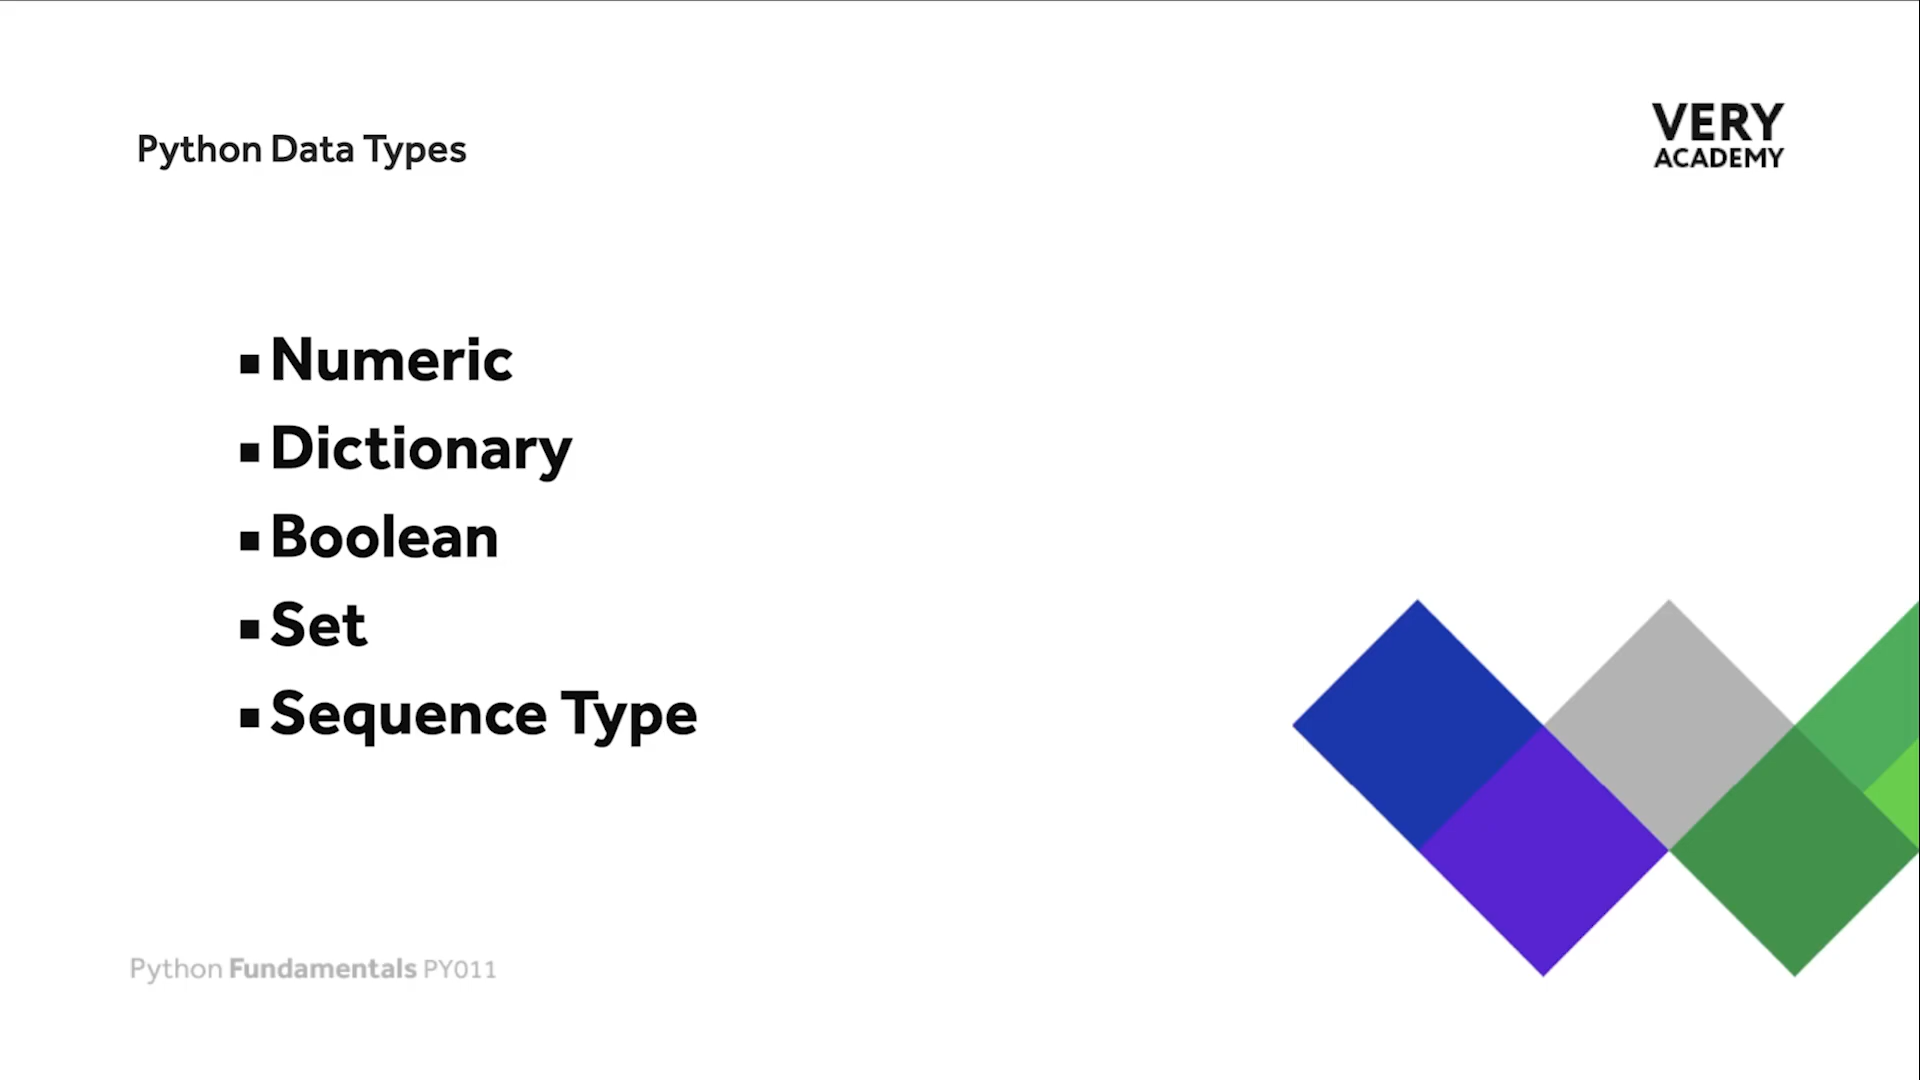 Python Data Types
VERY
ACADEMY
▪ Numeric
▪ Dictionary
▪ Boolean
▪ Set
▪ Sequence Type
Python Fundamentals PY011